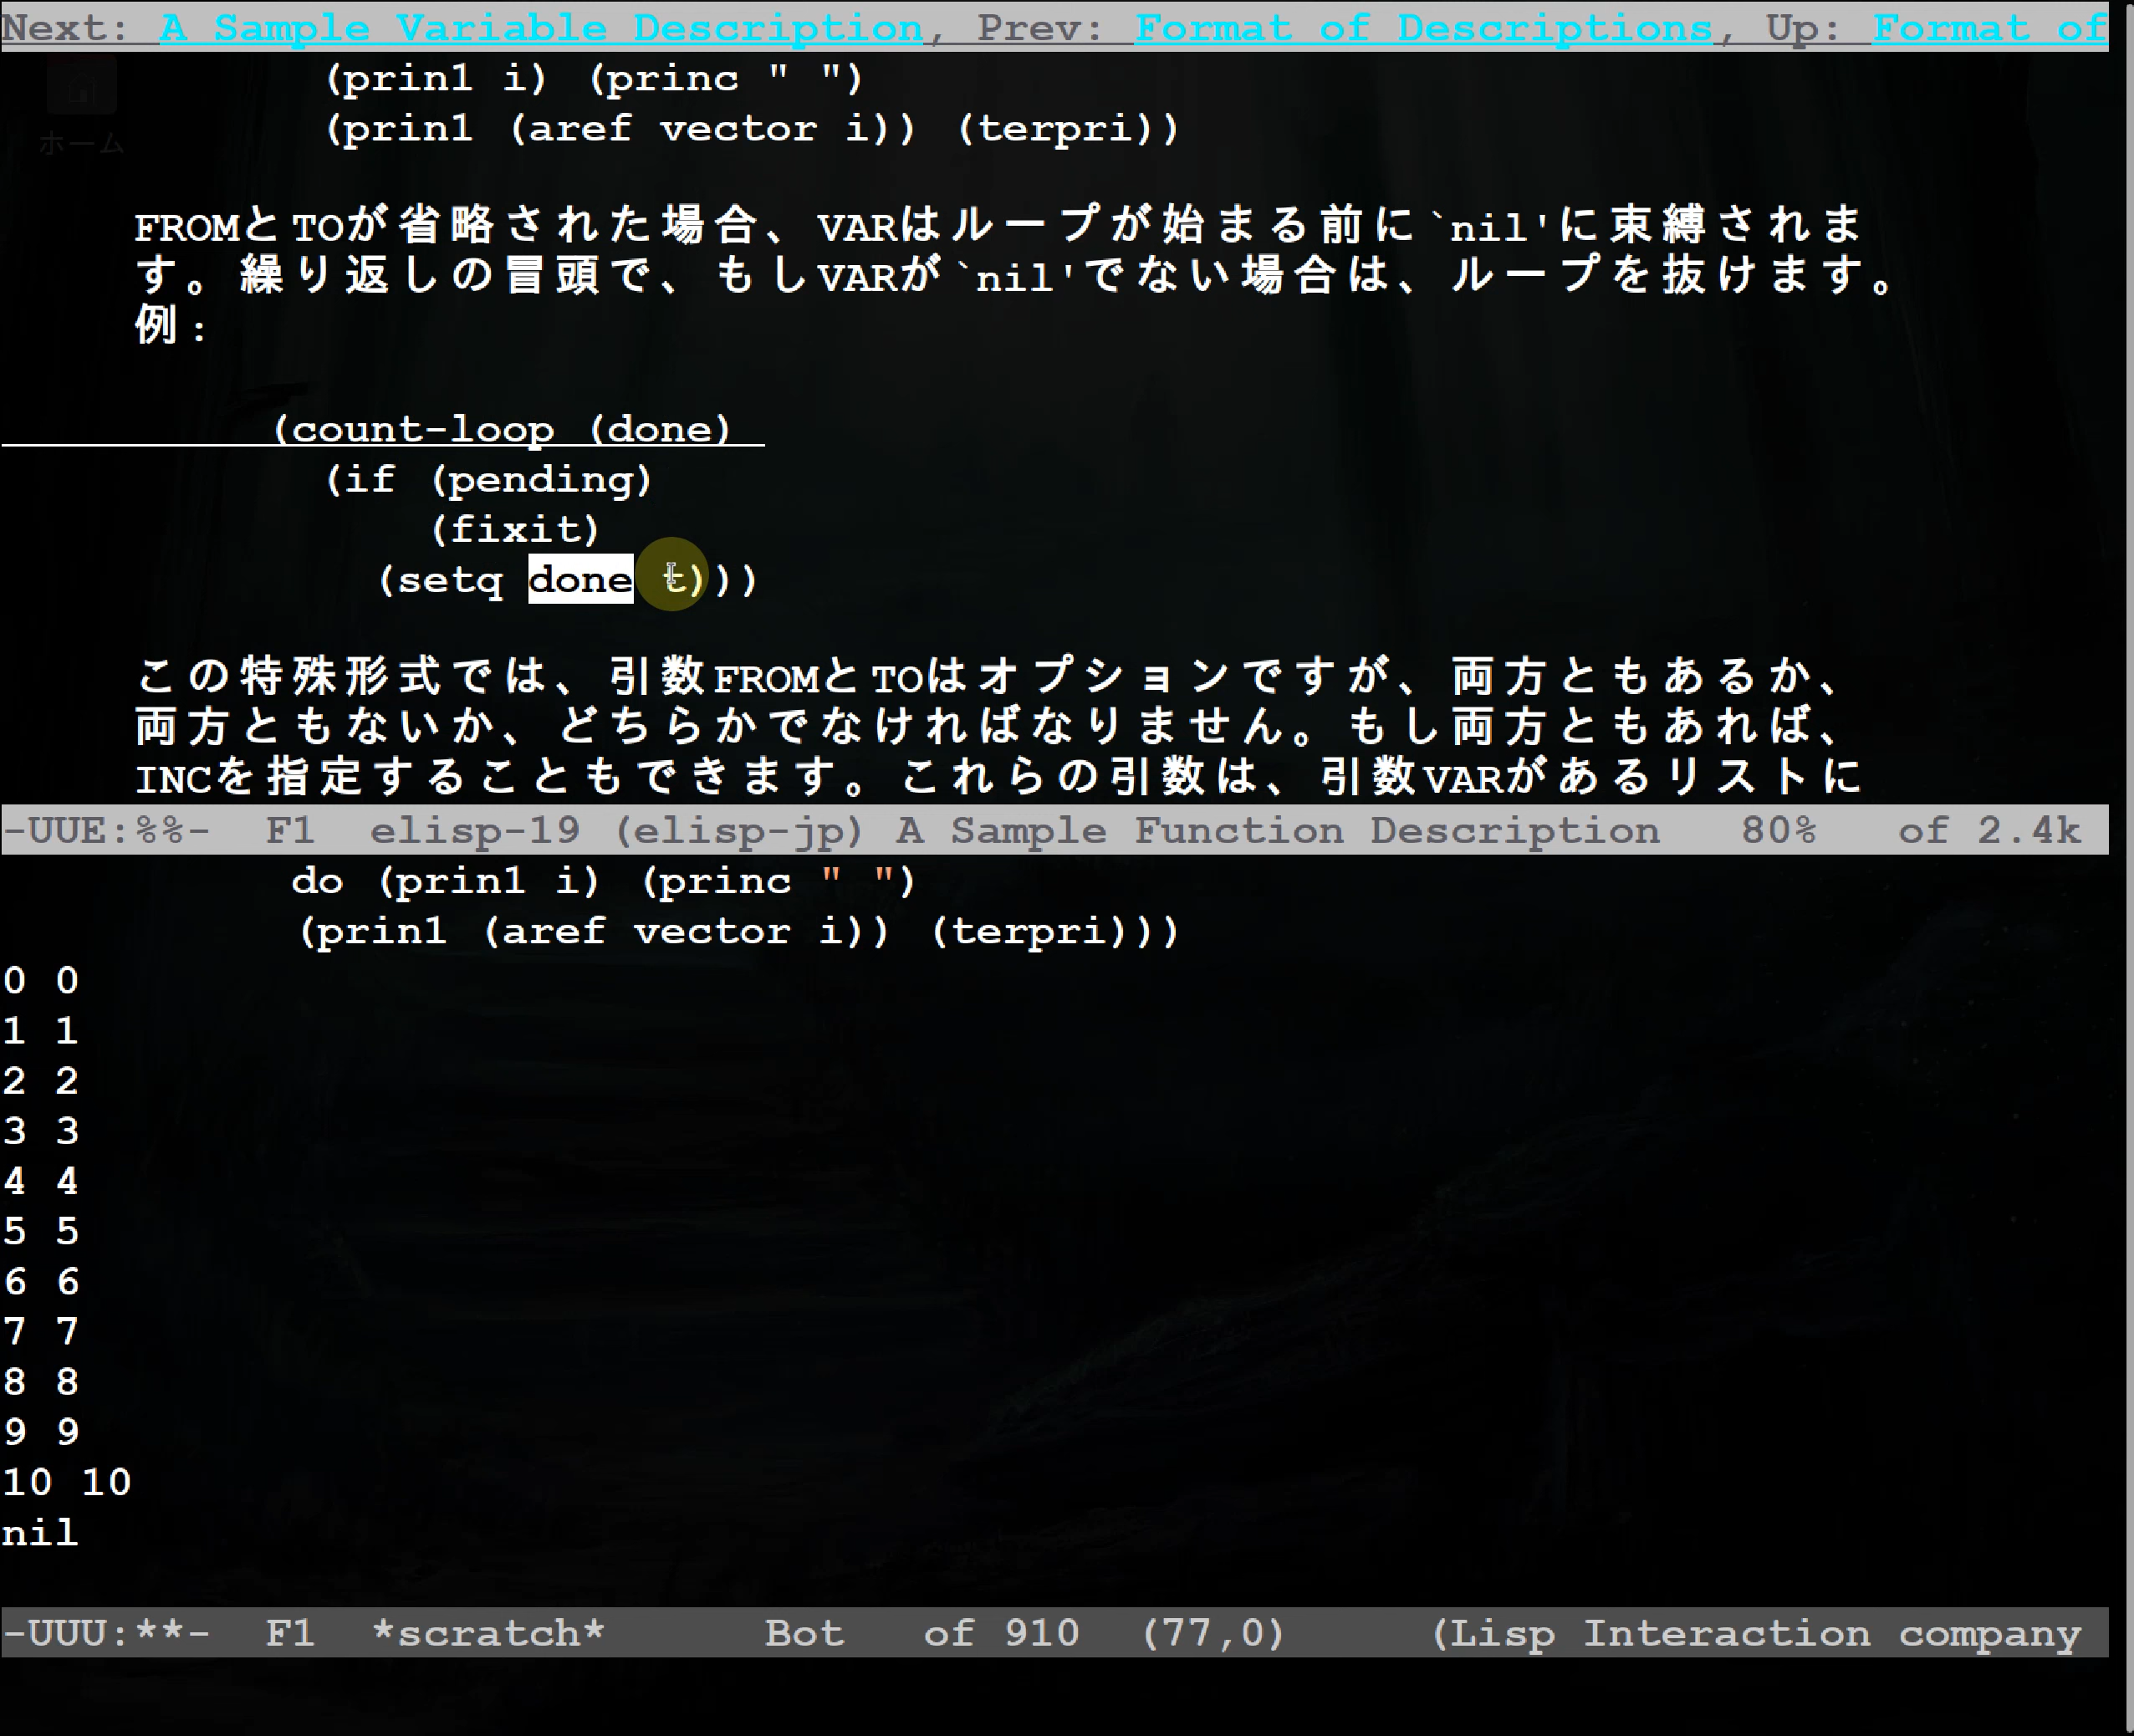 Next: A Sample Variable Description, Prev: Format of Descriptions, Up: Format of
ホーム
(prin1 i) (princ " ")
(prin1 (aref vector i)) (terpri))
FROMとTOが省略された場合、VARはループが始まる前に`nil'に束縛されま
す。繰り返しの冒頭で、もしVARが`nil'でない場合は、ループを抜けます。
例:
(count-loop (done)
(if (pending)
(fixit)
(setq done t)))
この特殊形式では、引数FROMとTOはオプションですが、両方ともあるか、
両方ともないか、どちらかでなければなりません。もし両方ともあれば、
INCを指定することもできます。これらの引数は、引数VARがあるリストに
-UUE:%%- F1 elisp-19 (elisp-jp) A Sample Function Description 80% of 2.4k
do (prin1 i) (princ " ")
(prin1 (aref vector i)) (terpri)))
0 0
1 1
2 2
3 3
4 4
5 5
6 6
7 7
8 8
9 9
10 10
nil
-UUU:**- F1 *scratch* Bot of 910 (77,0) (Lisp Interaction company